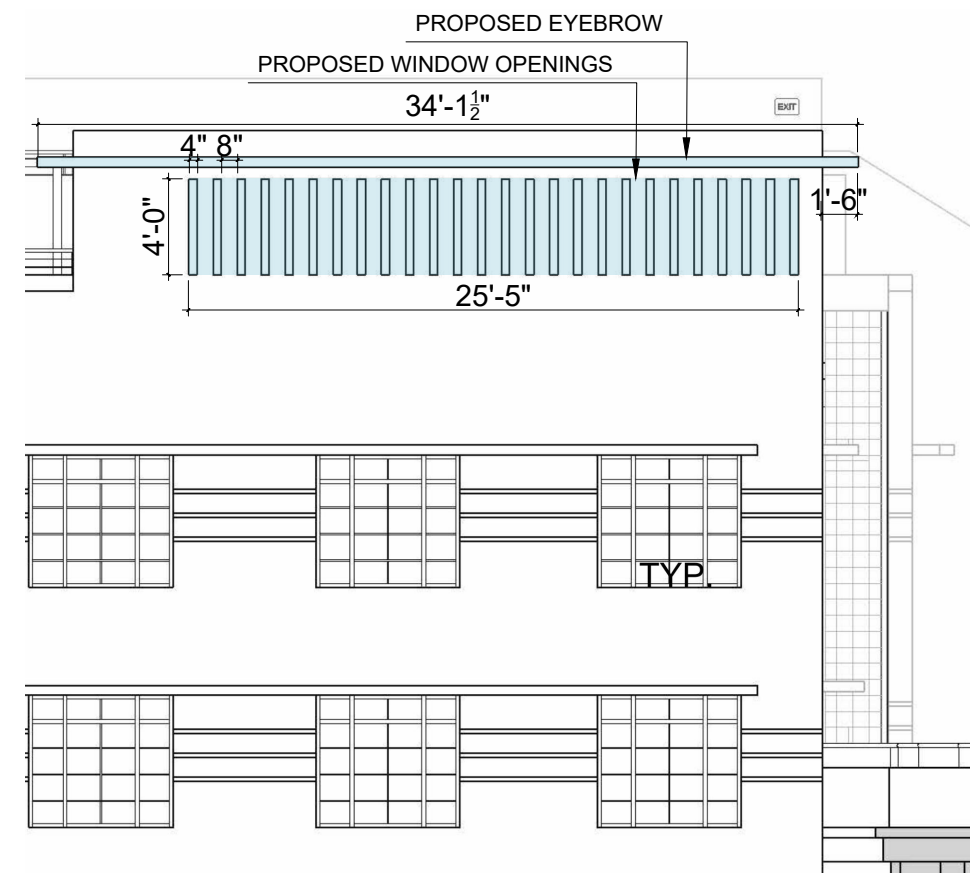 PROPOSED EYEBROW
PROPOSED WINDOW OPENINGS
34'-1½"
EXIT
4" 8"
1'-6"
4'-0"
25'-5"
TYP.